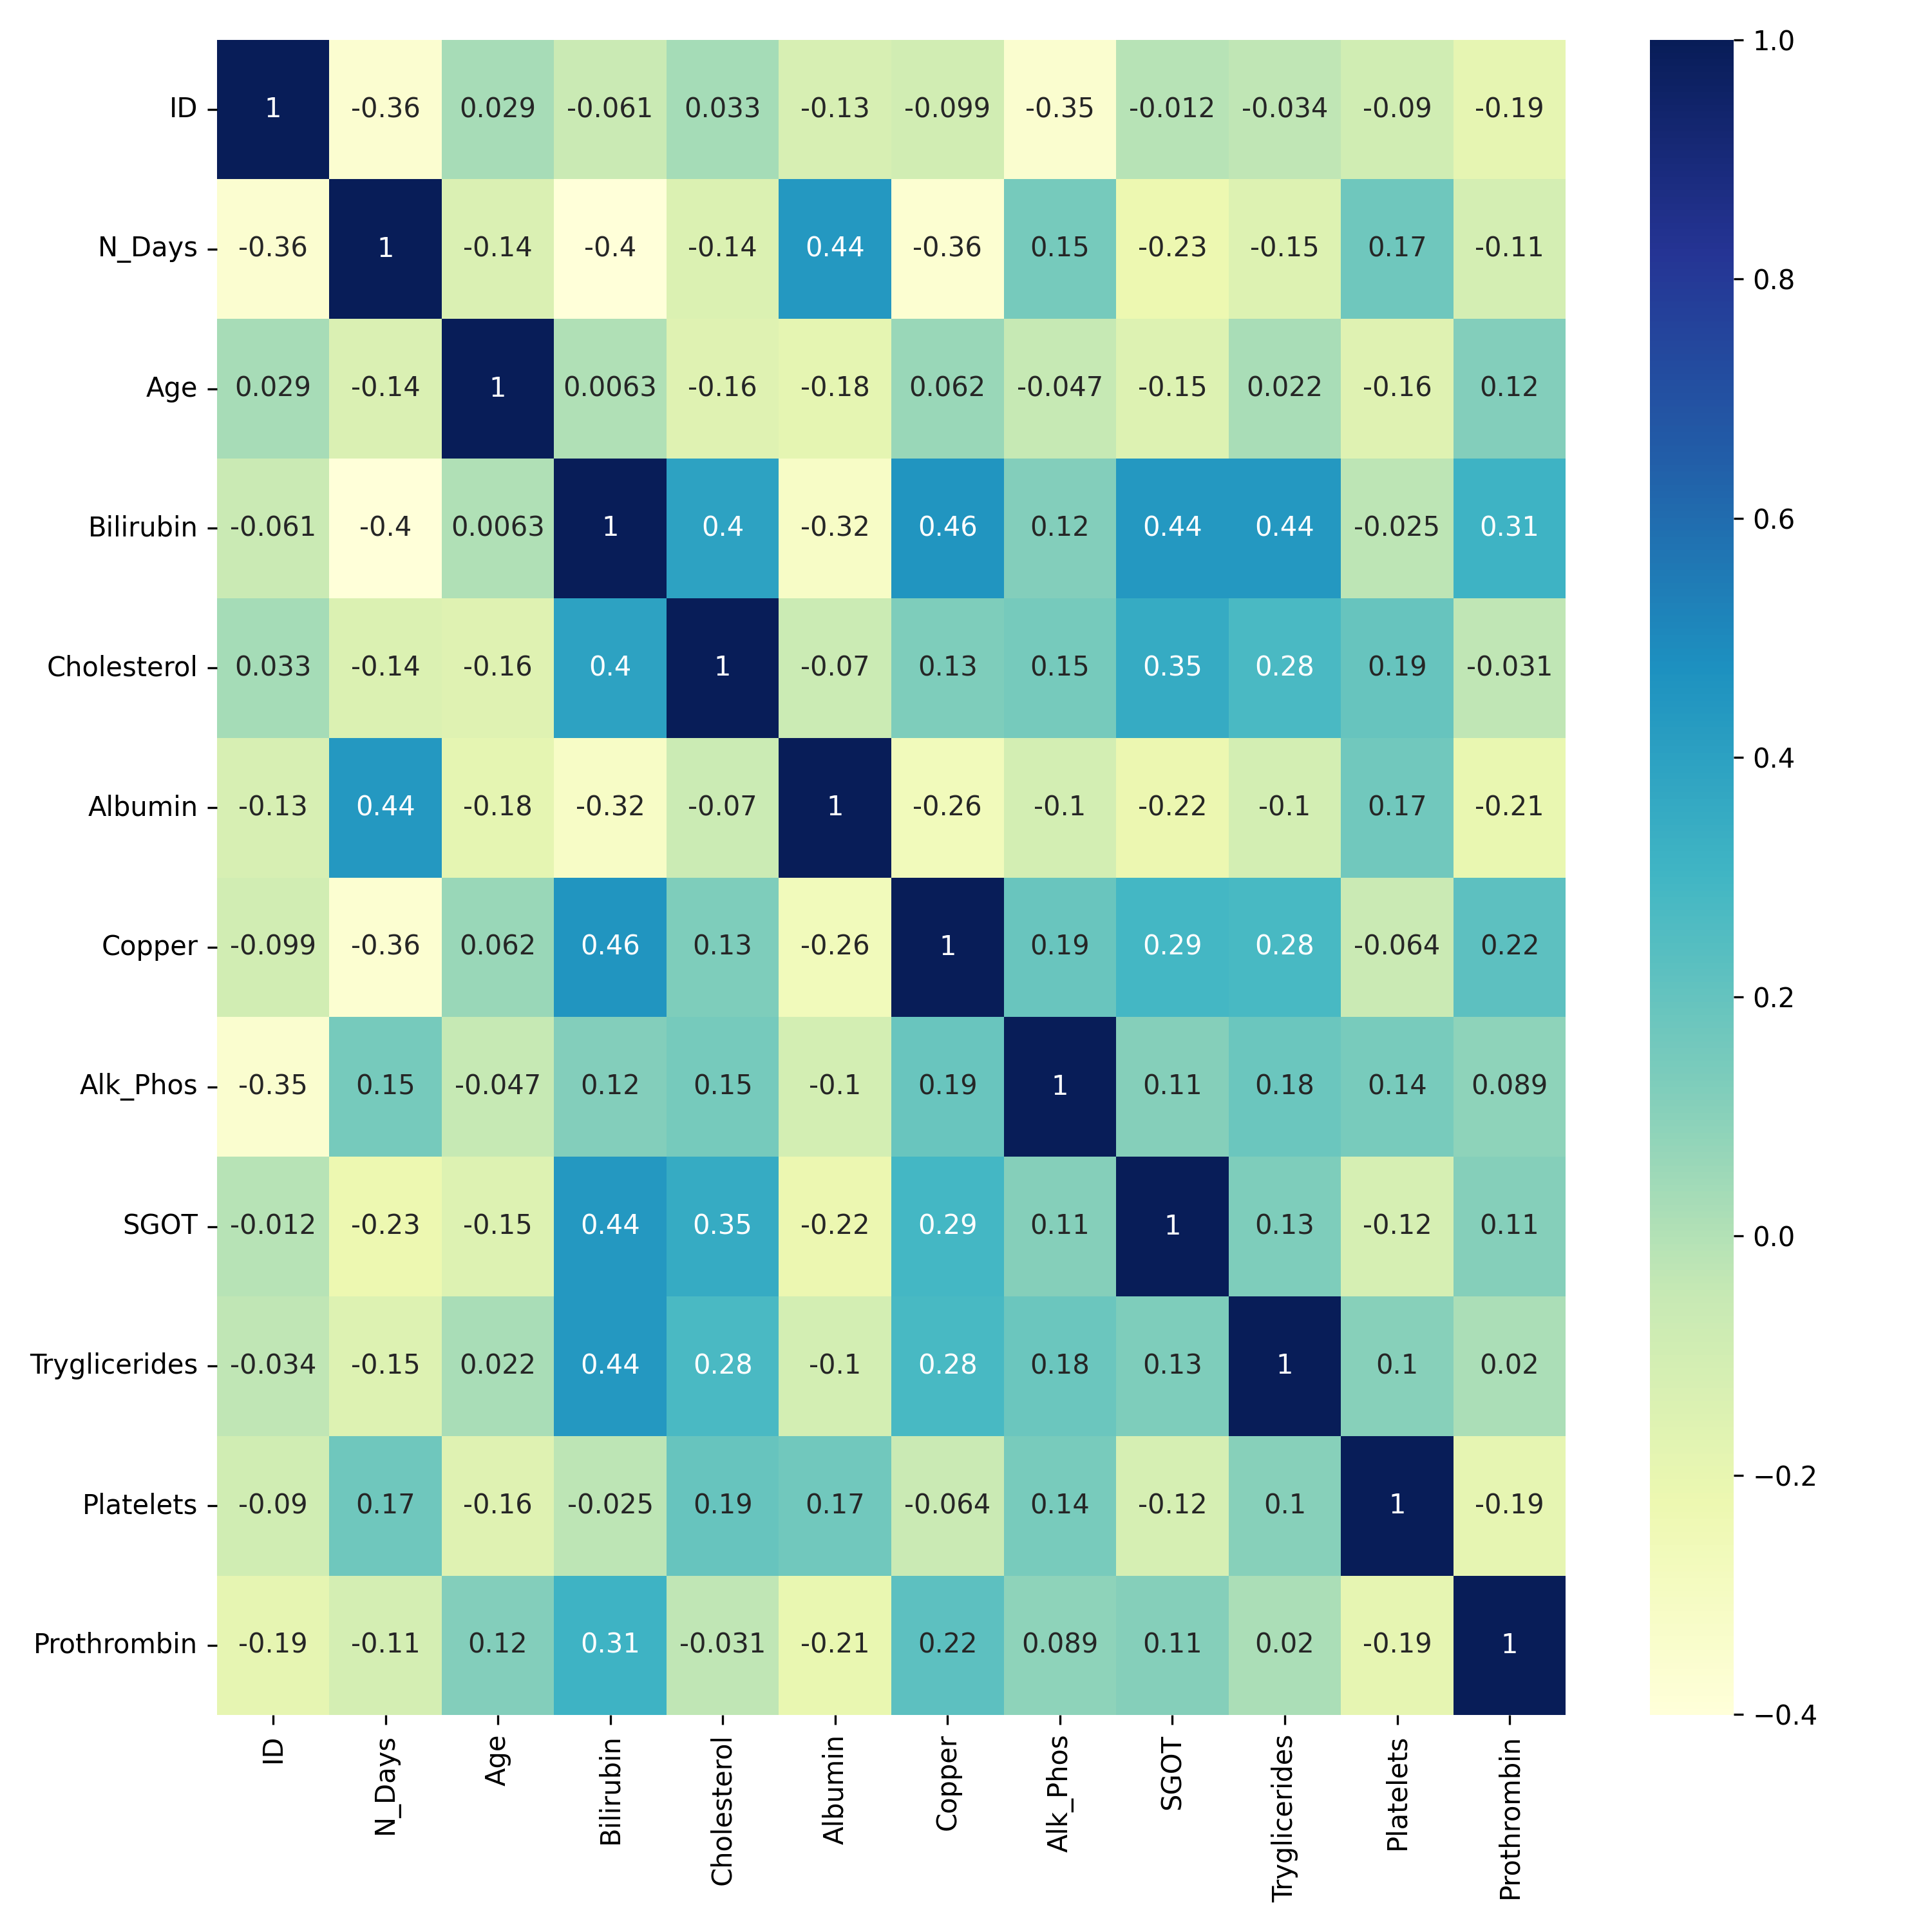 ID 1 -0.36 0.029 -0.061 0.033 -0.13 -0.099 -0.35 -0.012 -0.034 -0.09 -0.19
N_Days -0.36 1 -0.14 -0.4 -0.14 0.44 -0.36 0.15 -0.23 -0.15 0.17 -0.11
Age 0.029 -0.14 1 0.0063 -0.16 -0.18 0.062 -0.047 -0.15 0.022 -0.16 0.12
Bilirubin -0.061 -0.4 0.0063 1 0.4 -0.32 0.46 0.12 0.44 0.44 -0.025 0.31
Cholesterol 0.033 -0.14 -0.16 0.4 1 -0.07 0.13 0.15 0.35 0.28 0.19 -0.031
Albumin -0.13 0.44 -0.18 -0.32 -0.07 1 -0.26 -0.1 -0.22 -0.1 0.17 -0.21
Copper -0.099 -0.36 0.062 0.46 0.13 -0.26 1 0.19 0.29 0.28 -0.064 0.22
Alk_Phos -0.35 0.15 -0.047 0.12 0.15 -0.1 0.19 1 0.11 0.18 0.14 0.089
SGOT -0.012 -0.23 -0.15 0.44 0.35 -0.22 0.29 0.11 1 0.13 -0.12 0.11
Tryglicerides -0.034 -0.15 0.022 0.44 0.28 -0.1 0.28 0.18 0.13 1 0.1 0.02
Platelets -0.09 0.17 -0.16 -0.025 0.19 0.17 -0.064 0.14 -0.12 0.1 1 -0.19
Prothrombin -0.19 -0.11 0.12 0.31 -0.031 -0.21 0.22 0.089 0.11 0.02 -0.19 1
ID N_Days Age Bilirubin Cholesterol Albumin Copper Alk_Phos SGOT Tryglicerides Platelets Prothrombin
1.0
0.8
0.6
0.4
0.2
0.0
−0.2
−0.4